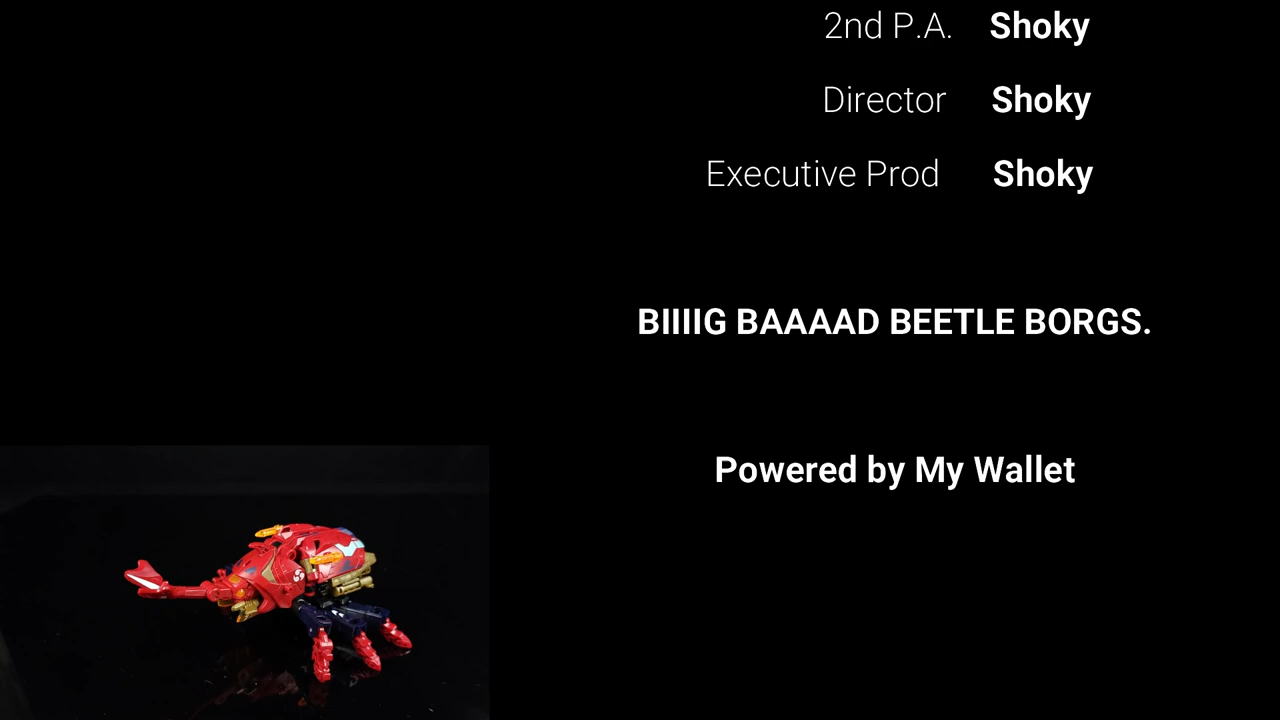 2nd P.A. Shoky
Director Shoky
Executive Prod Shoky
BIIIIG BAAAAD BEETLE BORGS.
Powered by My Wallet